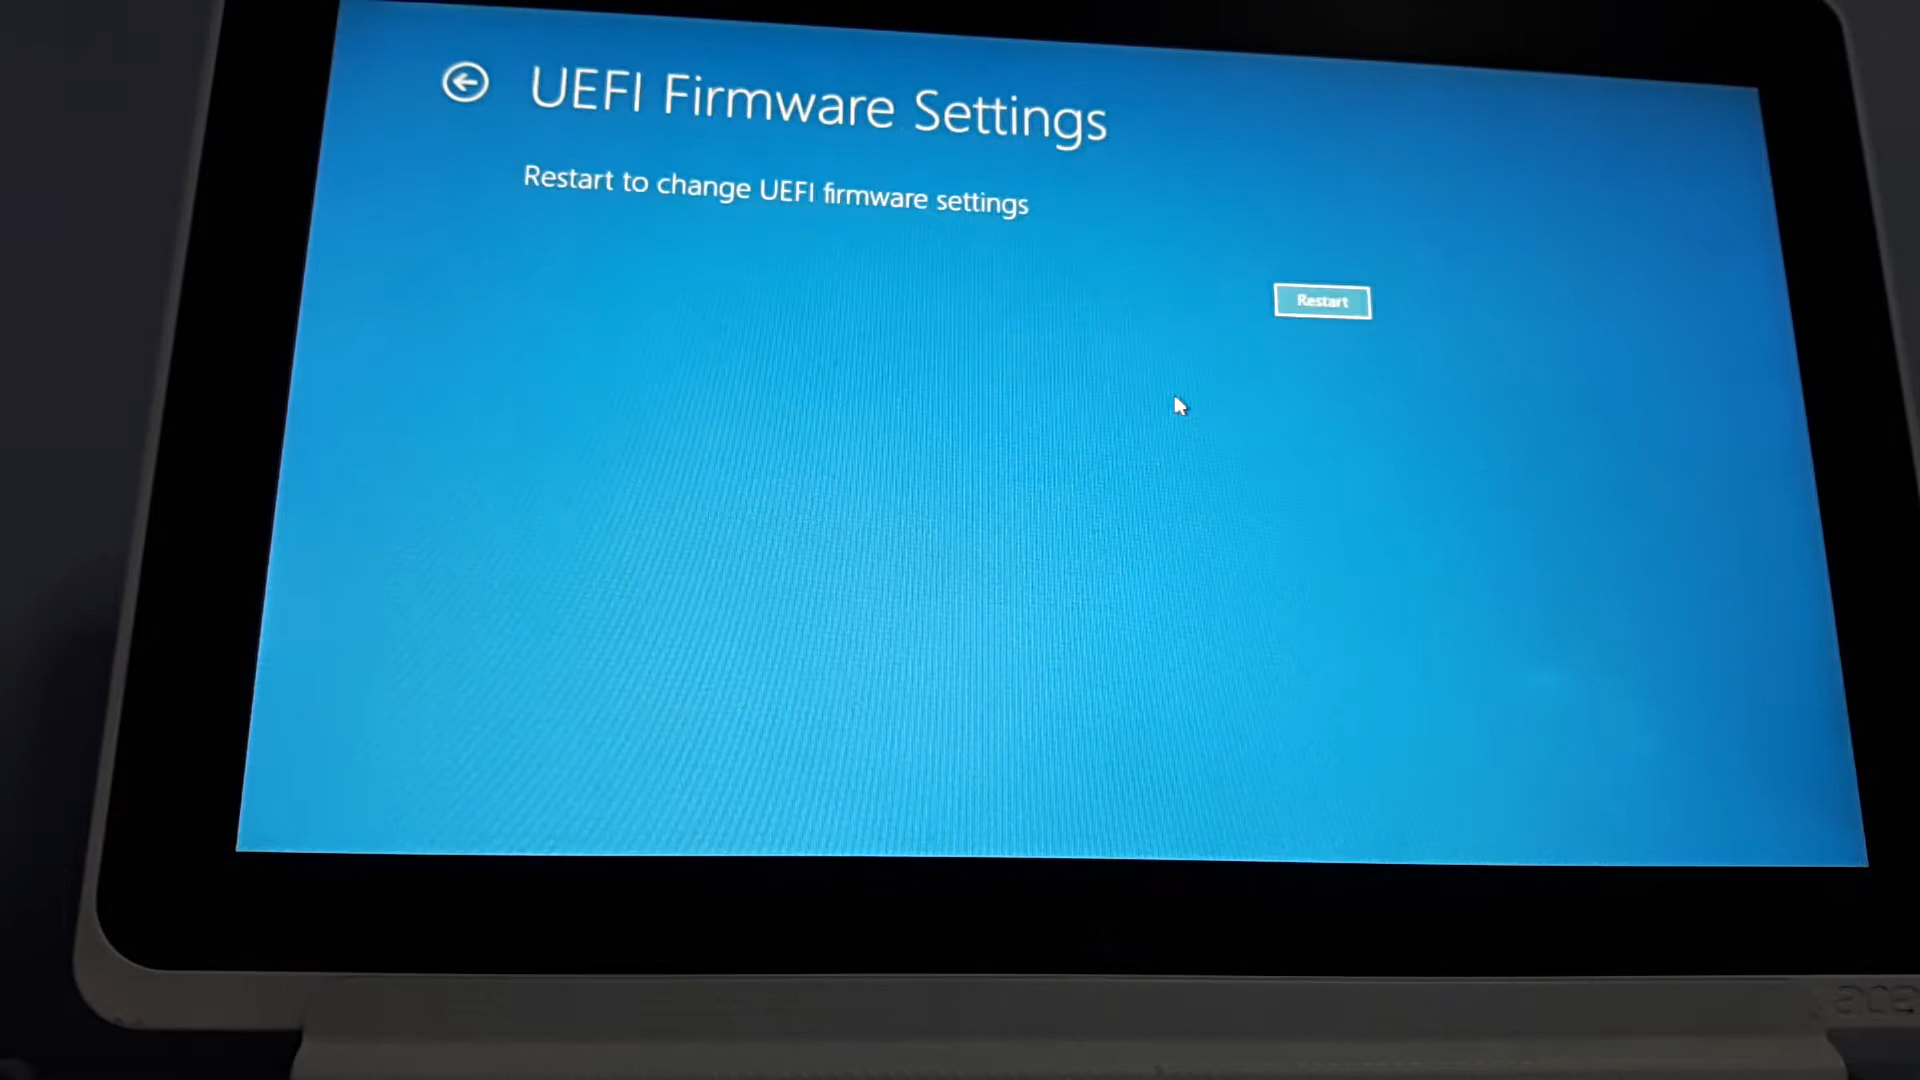 UEFI Firmware Settings
Restart to change UEFI firmware settings
Restart